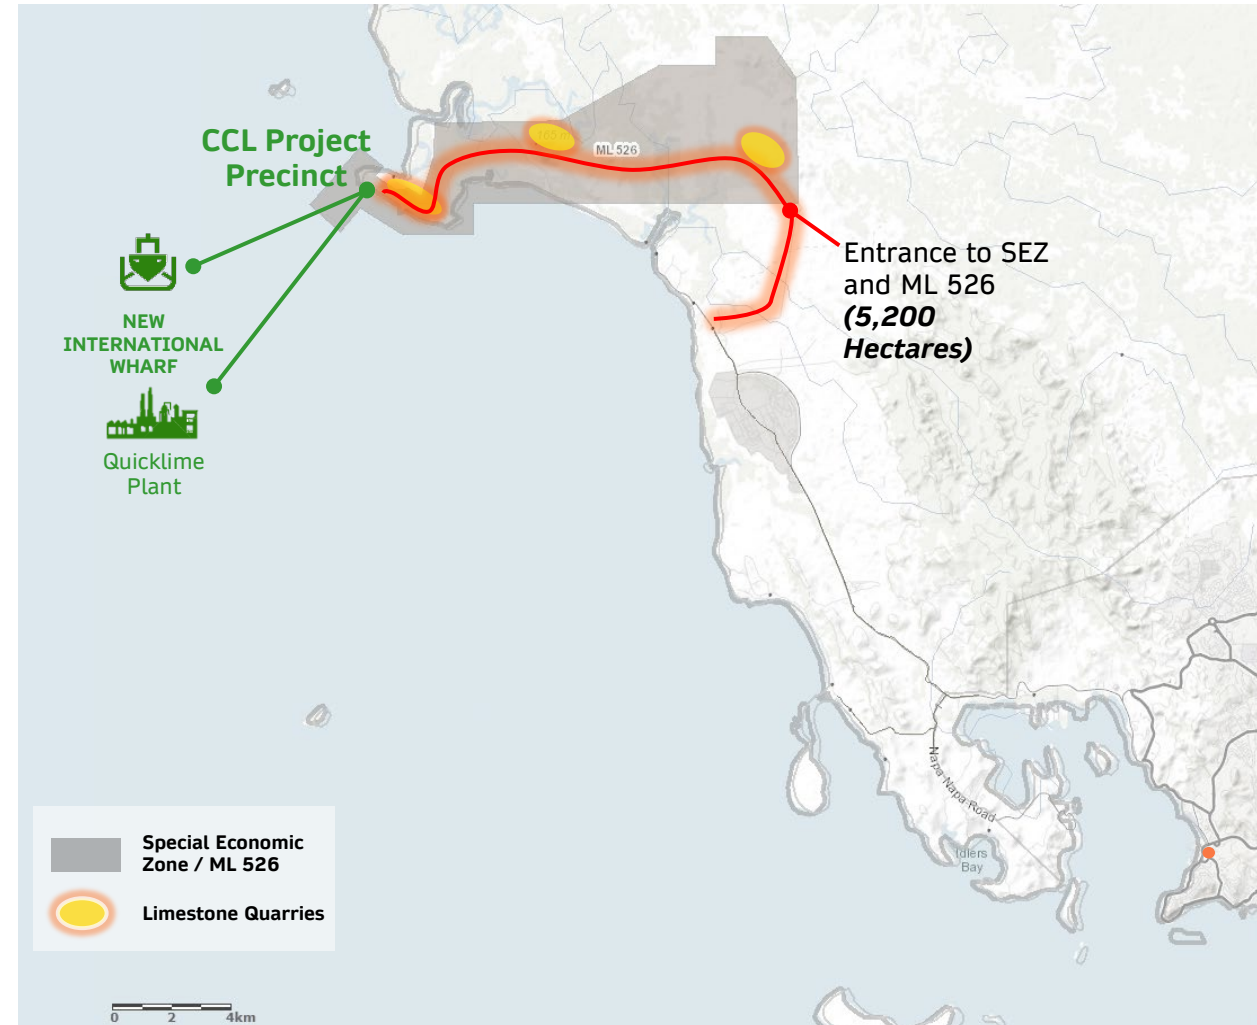 CCL Project
Precinct
165 m
ML 526
Entrance to SEZ
and ML 526
(5,200
Hectares)
NEW
INTERNATIONAL
WHARF
Quicklime
Plant
Napa Napa Road
Idlers
Bay
Special Economic
Zone / ML 526
Limestone Quarries
0 2 4km